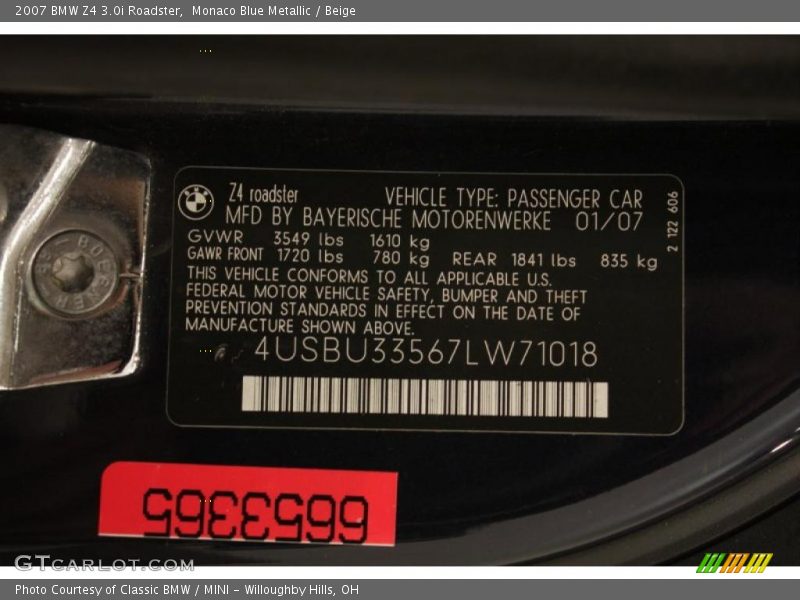 2007 BMW Z4 3.0i Roadster,  Monaco Blue Metallic / Beige
Z4 roadster
VEHICLE TYPE: PASSENGER CAR
MFD BY BAYERISCHE MOTORENWERKE 01/07
GVWR 3549 lbs 1610 kg
GAWR FRONT 1720 lbs 780 kg REAR 1841 lbs 835 kg
THIS VEHICLE CONFORMS TO ALL APPLICABLE U.S.
FEDERAL MOTOR VEHICLE SAFETY, BUMPER AND THEFT
PREVENTION STANDARDS IN EFFECT ON THE DATE OF
MANUFACTURE SHOWN ABOVE.
4USBU33567LW71018
2 122 606
6653365
GTcarlot.com
Photo Courtesy of Classic BMW / MINI - Willoughby Hills, OH